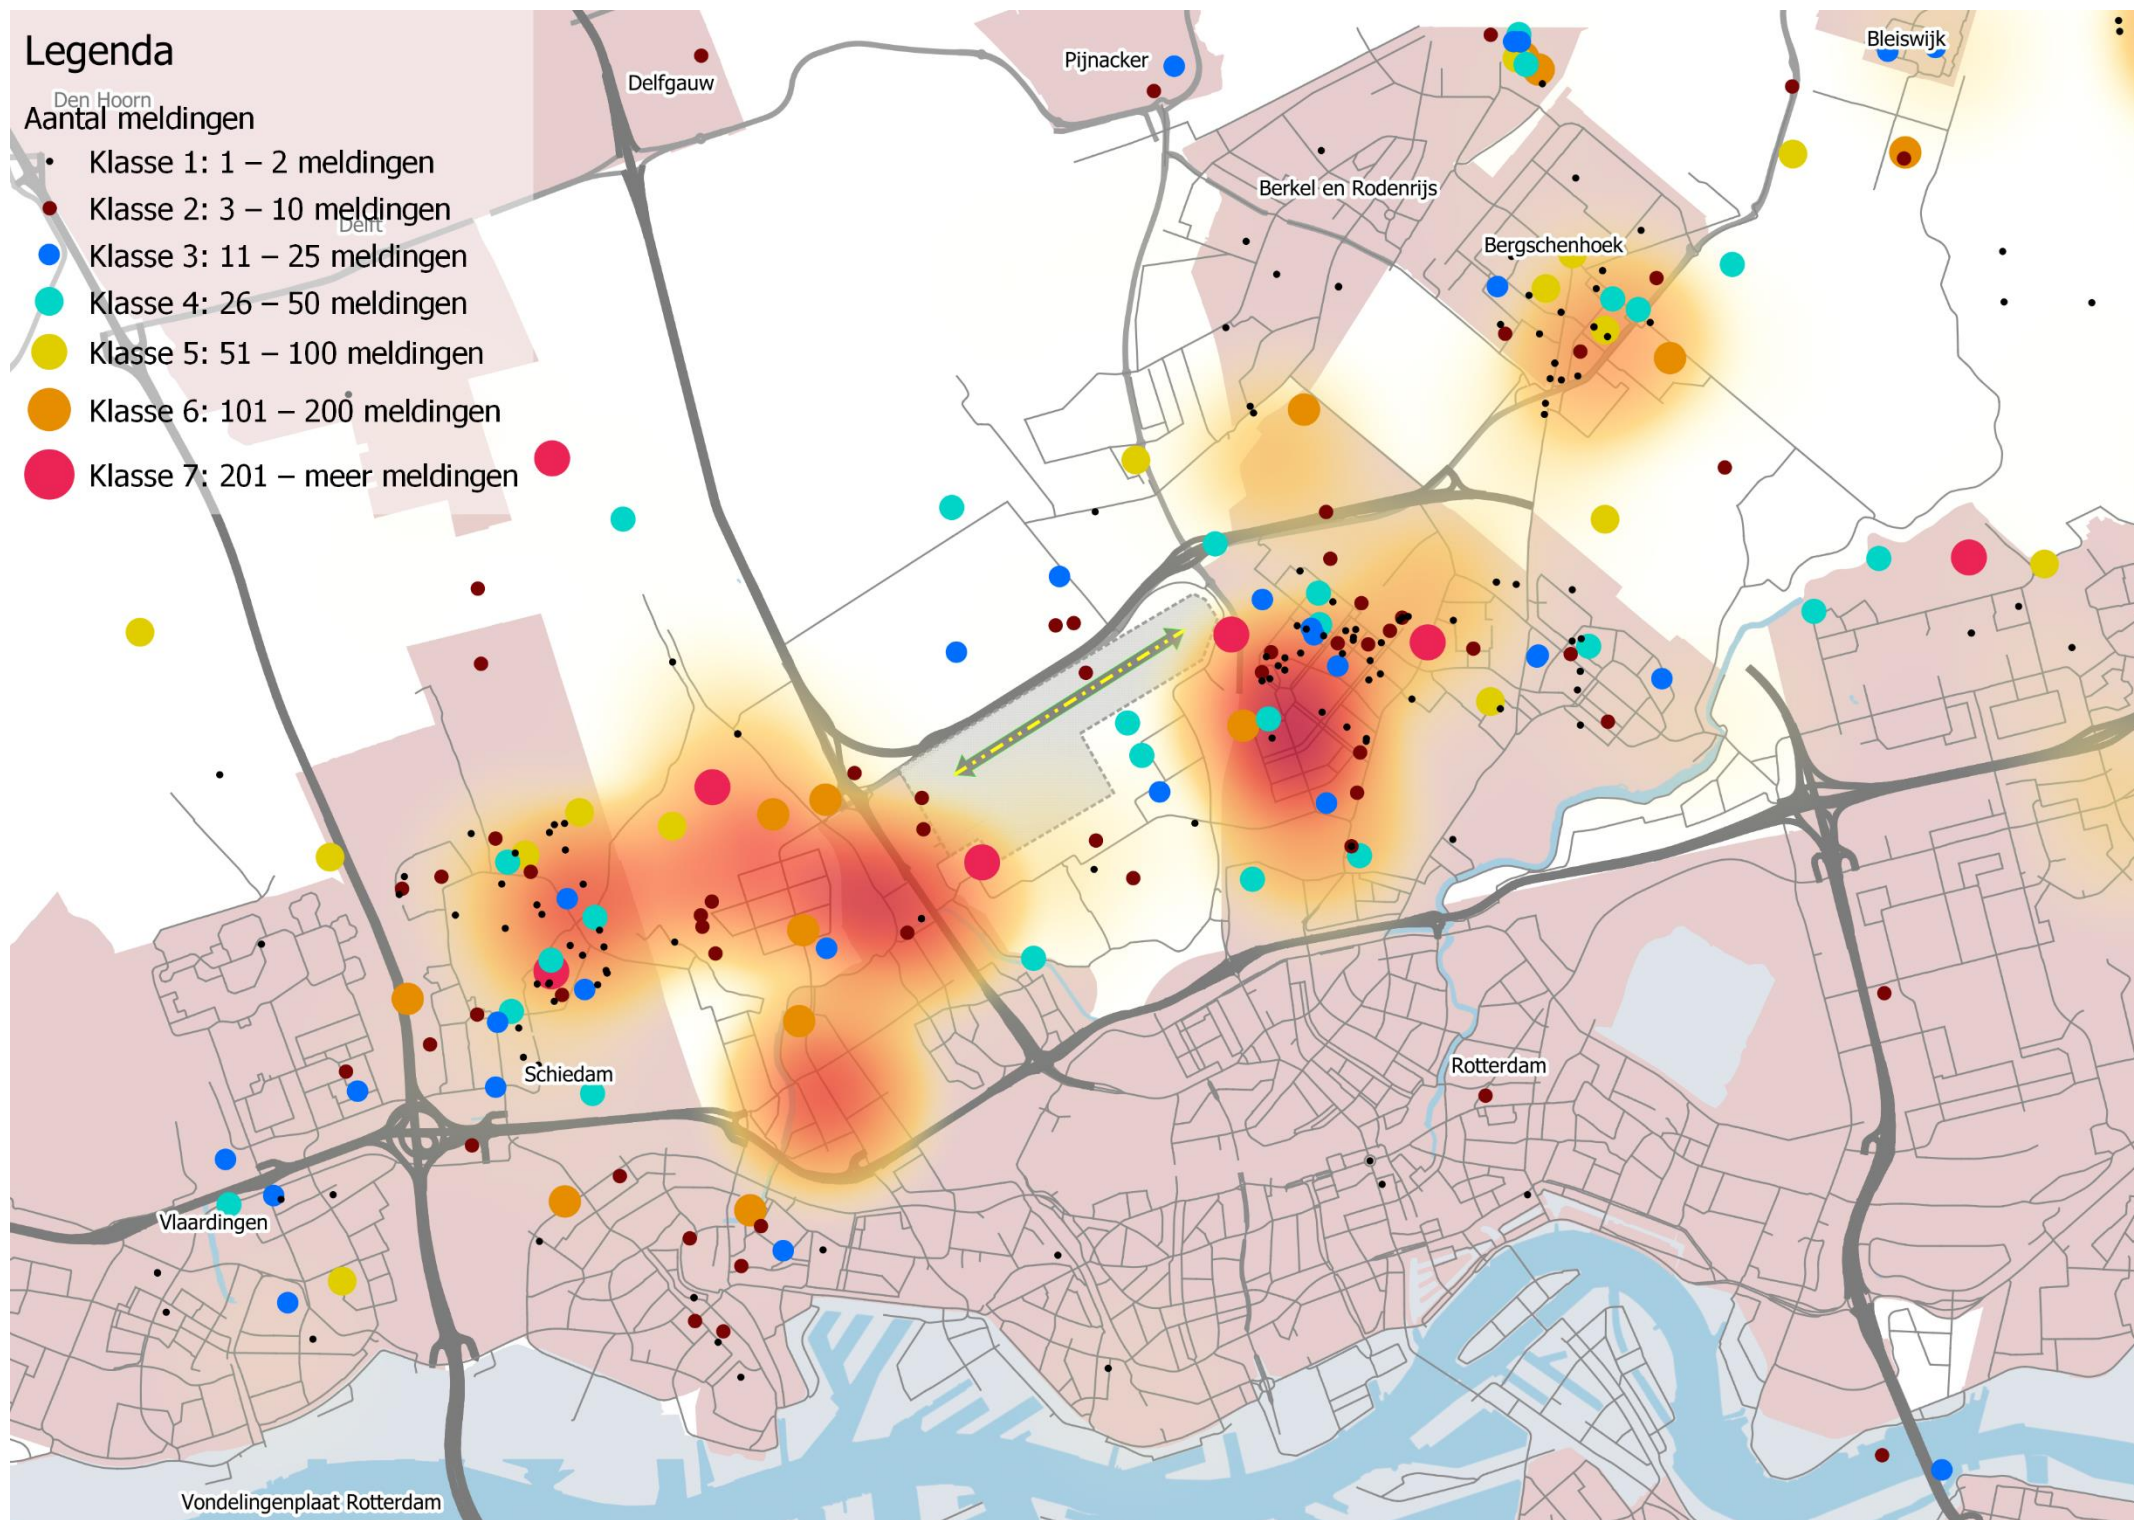 Legenda
Den Hoorn
Aantal meldingen
Klasse 1: 1 – 2 meldingen
Klasse 2: 3 – 10 meldingen
Delft
Klasse 3: 11 – 25 meldingen
Klasse 4: 26 – 50 meldingen
Klasse 5: 51 – 100 meldingen
Klasse 6: 101 – 200 meldingen
Klasse 7: 201 – meer meldingen
Delfgauw
Pijnacker
Bleiswijk
Berkel en Rodenrijs
Bergschenhoek
Schiedam
Rotterdam
Vlaardingen
Vondelingenplaat Rotterdam